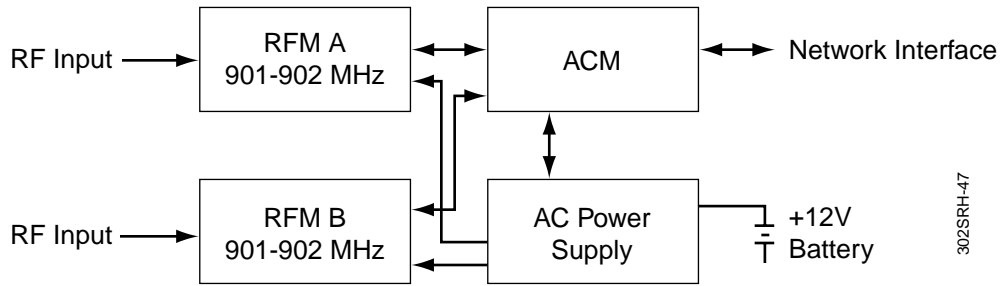 RF Input
RFM A
901-902 MHz
ACM
Network Interface
RF Input
RFM B
901-902 MHz
AC Power
Supply
+12V
Battery
302SRH-47